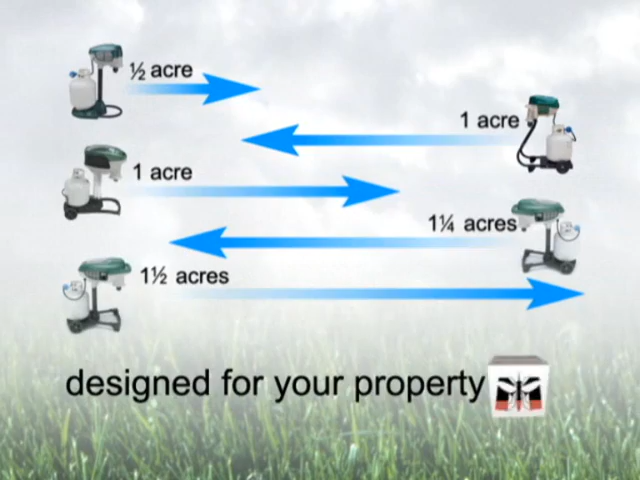 ½ acre
1 acre
1 acre
1¼ acres
1½ acres
designed for your property